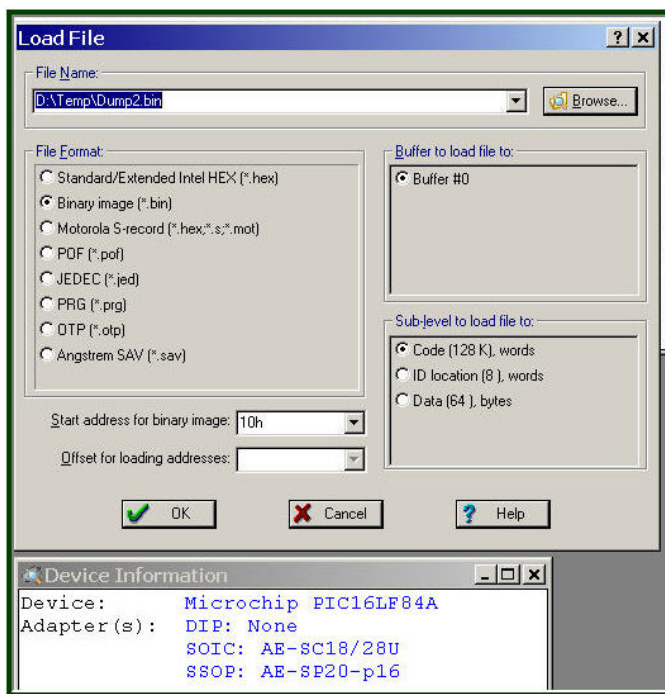 Load File
File Name:
D:\Temp\Dump2.bin
Browse...
File Format:
Standard/Extended Intel HEX (*.hex)
Binary image (*.bin)
Motorola S-record (*.hex;*.s;*.mot)
POF (*.pof)
JEDEC (*.jed)
PRG (*.prg)
OTP (*.otp)
Angstrem SAV (*.sav)
Buffer to load file to:
Buffer #0
Sub-level to load file to:
Code (128 K), words
ID location (8 ), words
Data (64 ), bytes
Start address for binary image: 10h
Offset for loading addresses:
OK Cancel Help
Device Information
Device: Microchip PIC16LF84A
Adapter(s): DIP: None
SOIC: AE-SC18/28U
SSOP: AE-SP20-p16